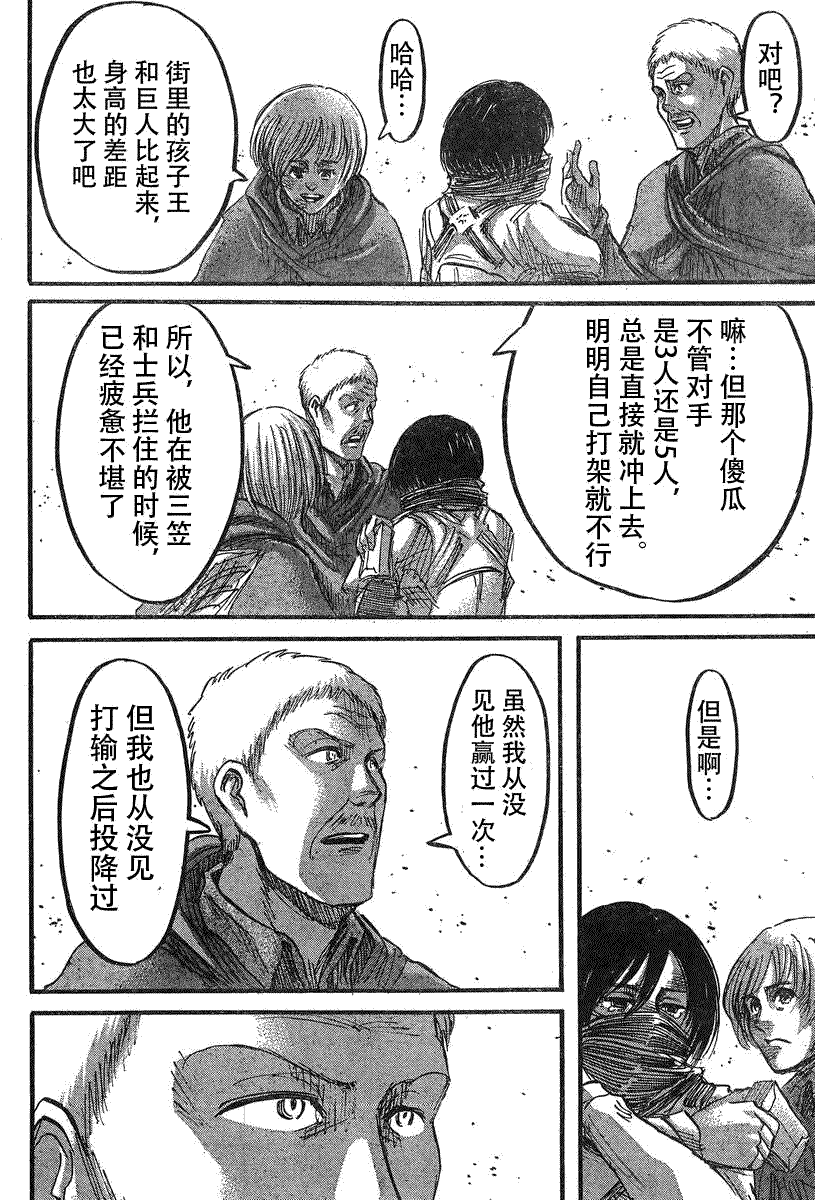 对吧?
哈哈…
街里的孩子王
和巨人比起来,
身高的差距
也太大了吧
嘛…但那个傻瓜
不管对手
是3人还是5人,
总是直接就冲上去。
明明自己打架就不行
所以,他在被三笠
和士兵拦住的时候,
已经疲惫不堪了
但是啊…
虽然我从没
见他赢过一次…
但我也从没见
打输之后投降过